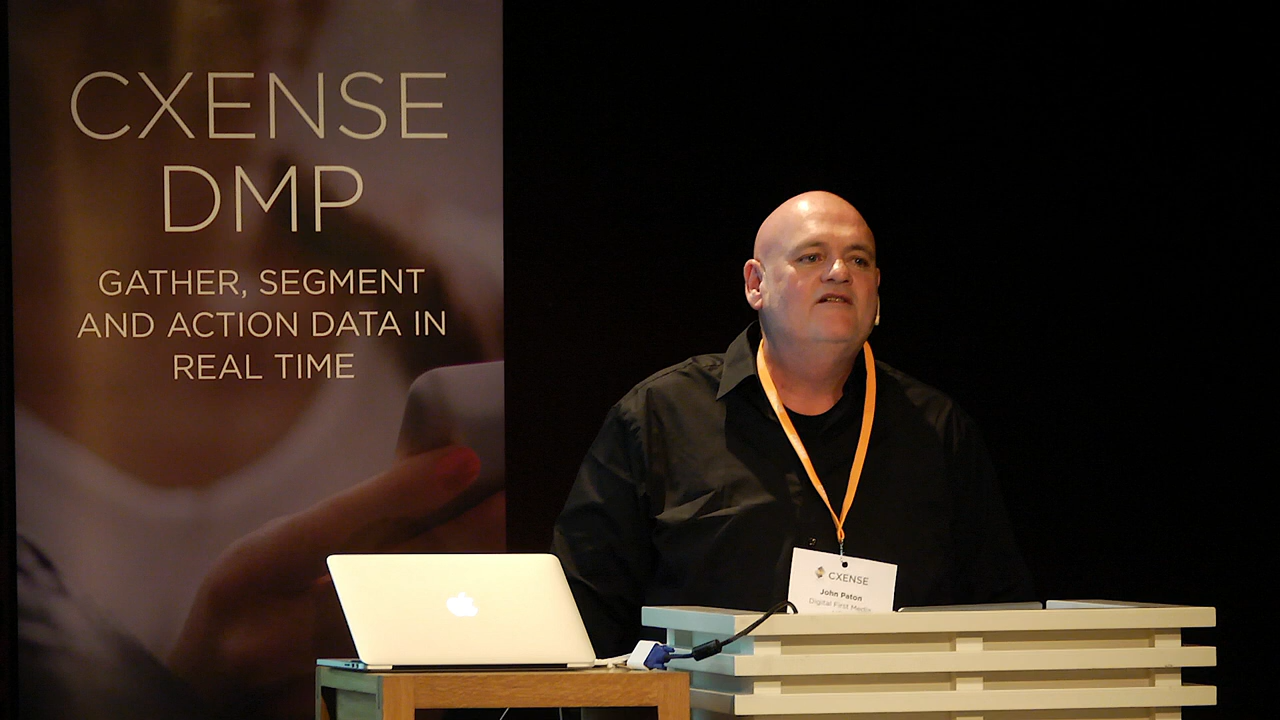 CXENSE
DMP
GATHER, SEGMENT
AND ACTION DATA IN
REAL TIME
CXENSE
John Paton
Digital First Media